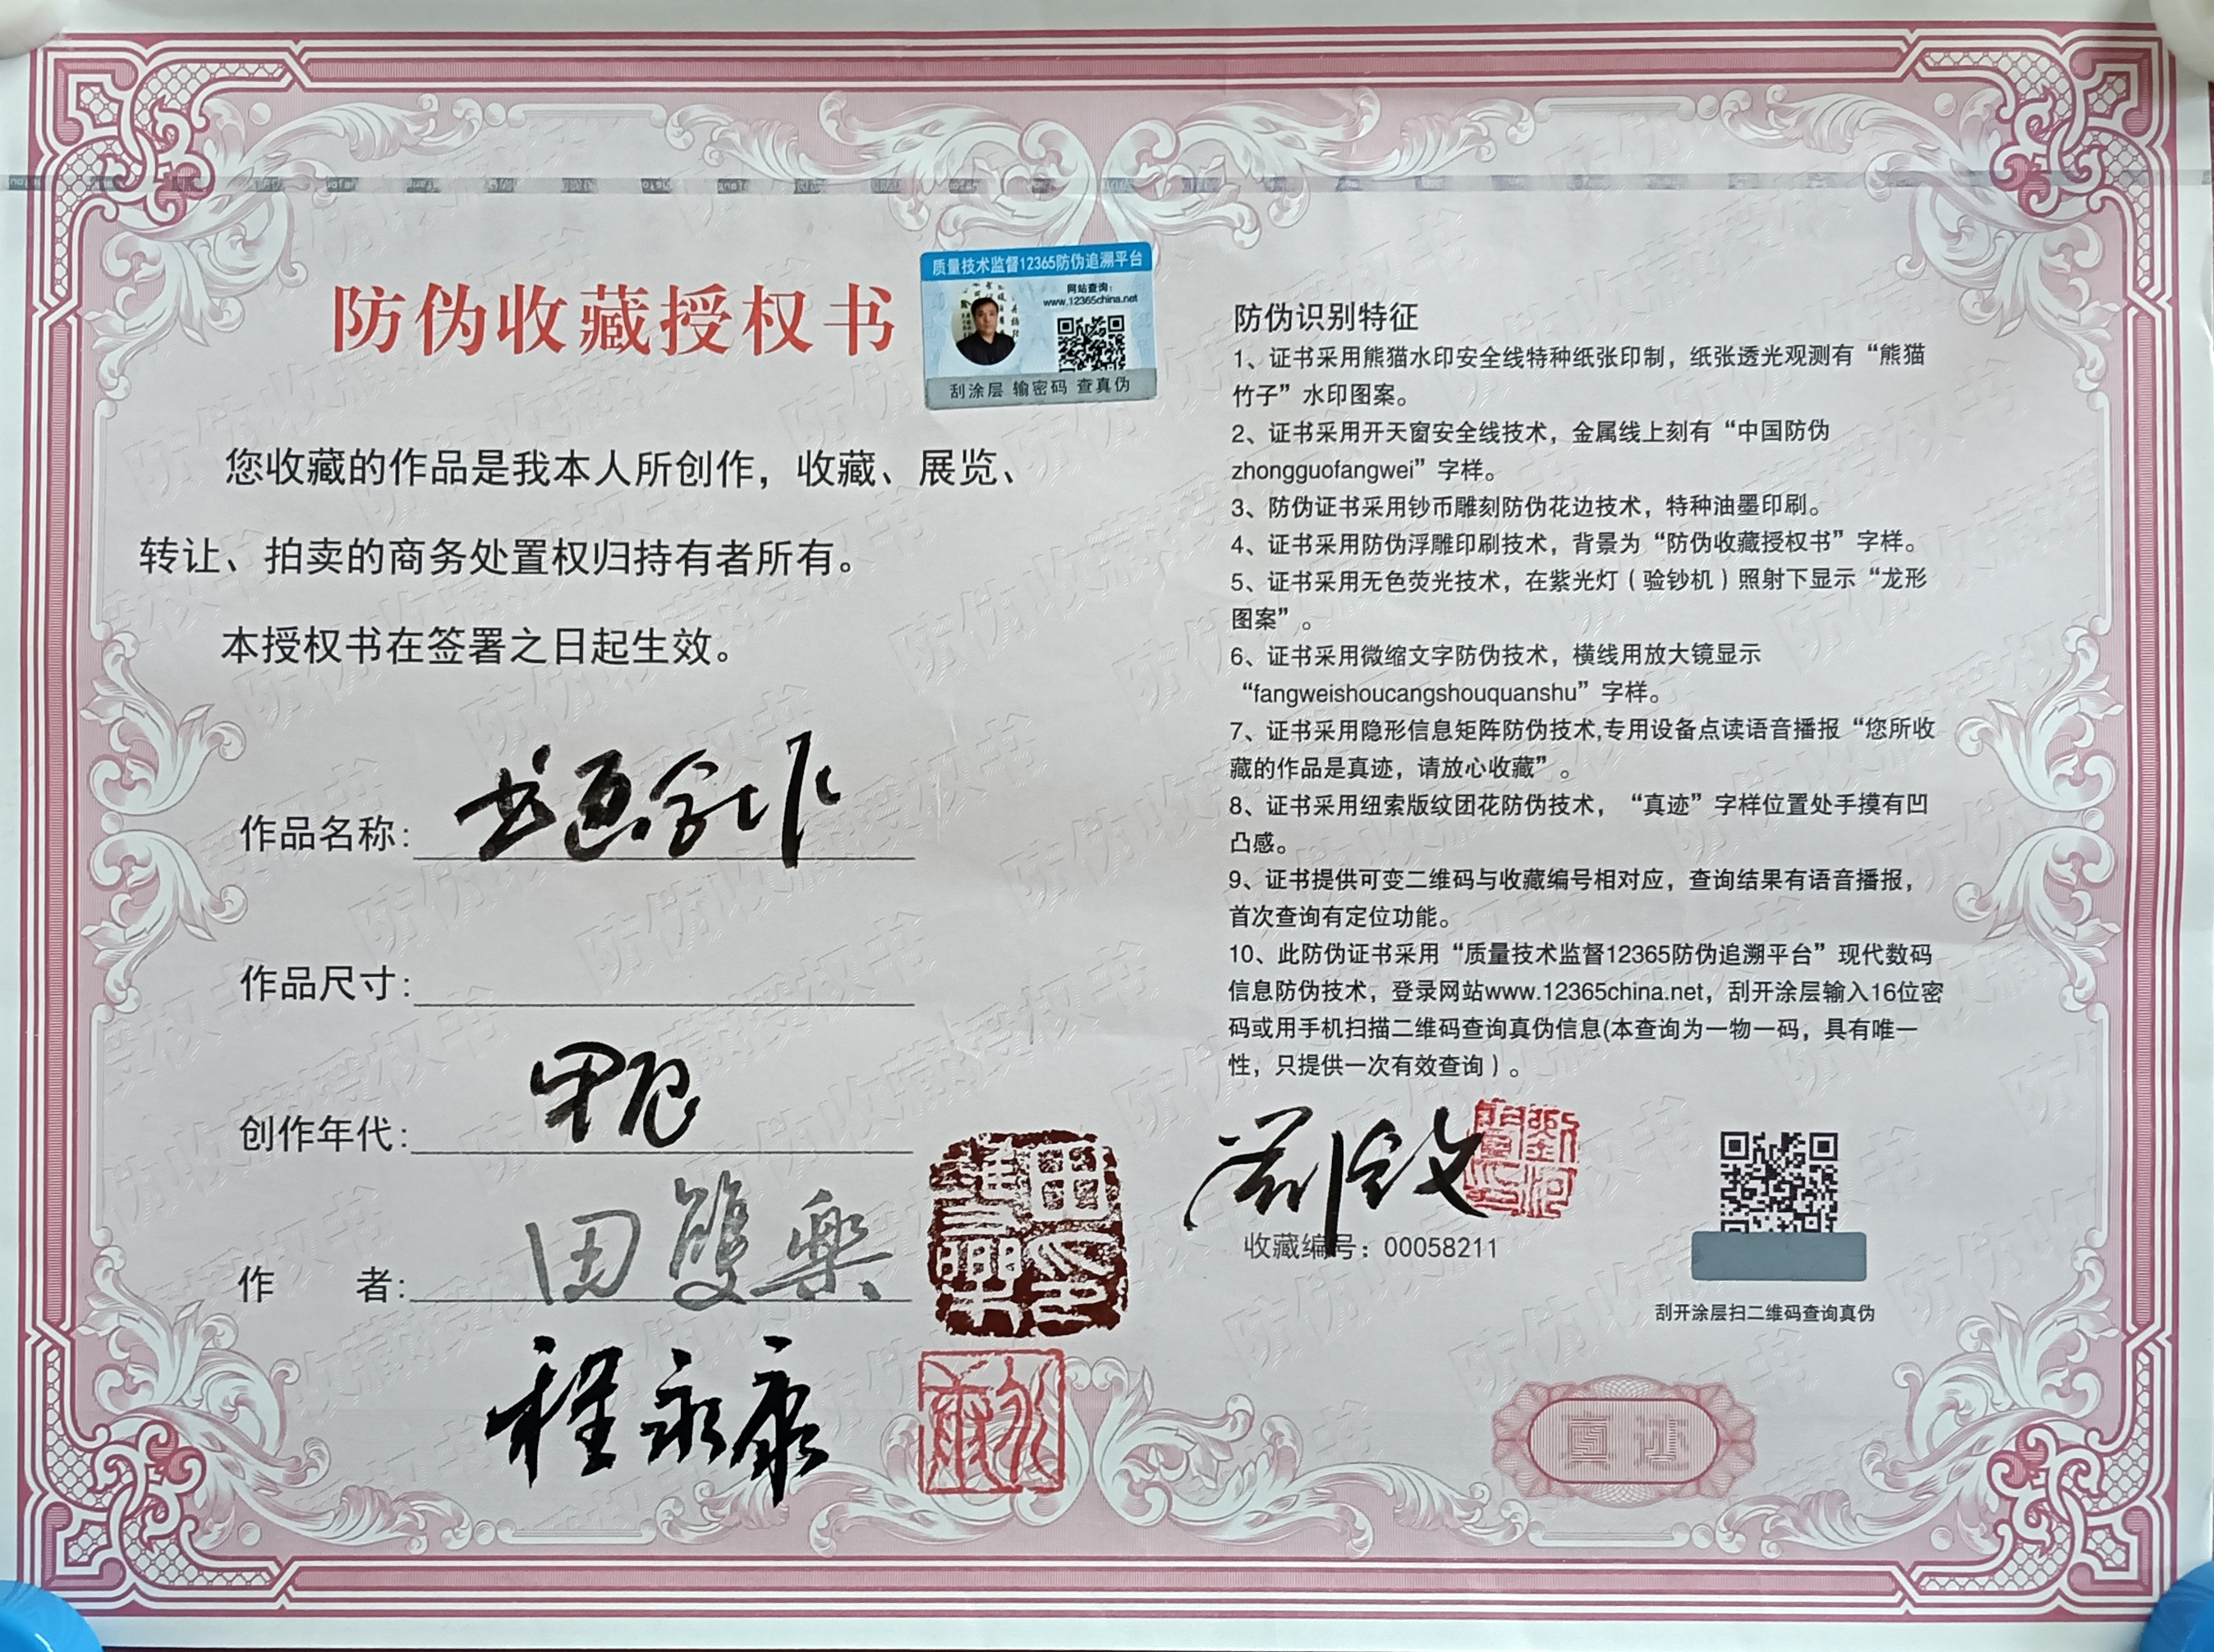 防伪收藏授权书
质量技术监督12365防伪追溯平台
网站查询：
www.12365china.net
刮涂层 输密码 查真伪
您收藏的作品是我本人所创作，收藏、展览、
转让、拍卖的商务处置权归持有者所有。
本授权书在签署之日起生效。
作品名称：
作品尺寸：
创作年代：甲辰
作　　者：田雙樂
程永康
防伪识别特征
1、证书采用熊猫水印安全线特种纸张印制，纸张透光观测有“熊猫
竹子”水印图案。
2、证书采用开天窗安全线技术，金属线上刻有“中国防伪
zhongguofangwei”字样。
3、防伪证书采用钞币雕刻防伪花边技术，特种油墨印刷。
4、证书采用防伪浮雕印刷技术，背景为“防伪收藏授权书”字样。
5、证书采用无色荧光技术，在紫光灯（验钞机）照射下显示“龙形
图案”。
6、证书采用微缩文字防伪技术，横线用放大镜显示
“fangweishoucangshouquanshu”字样。
7、证书采用隐形信息矩阵防伪技术,专用设备点读语音播报“您所收
藏的作品是真迹，请放心收藏”。
8、证书采用纽索版纹团花防伪技术，“真迹”字样位置处手摸有凹
凸感。
9、证书提供可变二维码与收藏编号相对应，查询结果有语音播报，
首次查询有定位功能。
10、此防伪证书采用“质量技术监督12365防伪追溯平台”现代数码
信息防伪技术，登录网站www.12365china.net，刮开涂层输入16位密
码或用手机扫描二维码查询真伪信息(本查询为一物一码，具有唯一
性，只提供一次有效查询）。
收藏编号：00058211
刮开涂层扫二维码查询真伪
真迹